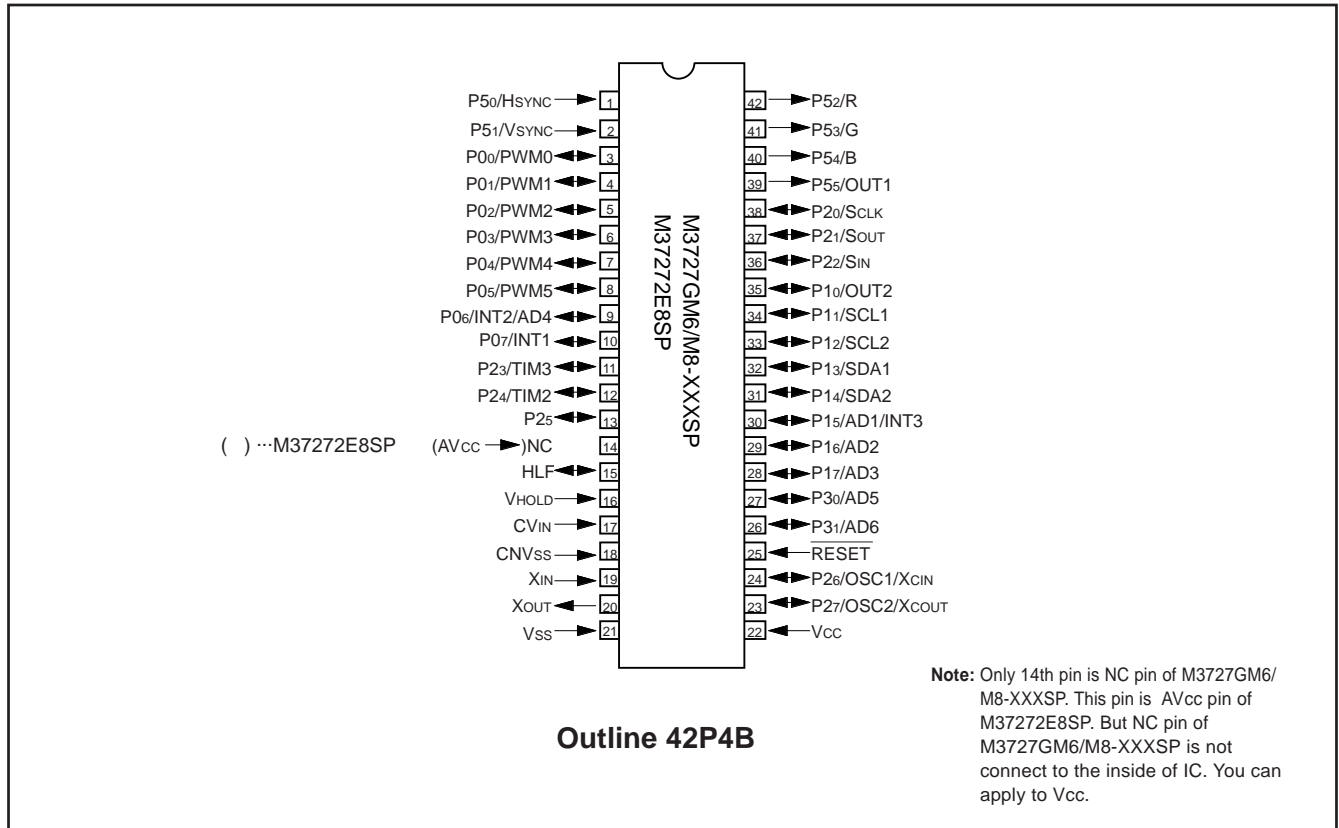 P50/HSYNC 1
P51/VSYNC 2
P00/PWM0 3
P01/PWM1 4
P02/PWM2 5
P03/PWM3 6
P04/PWM4 7
P05/PWM5 8
P06/INT2/AD4 9
P07/INT1 10
P23/TIM3 11
P24/TIM2 12
P25 13
( ) ···M37272E8SP (AVCC )NC 14
HLF 15
VHOLD 16
CVIN 17
CNVSS 18
XIN 19
XOUT 20
VSS 21
M3727GM6/M8-XXXSP
M37272E8SP
42 P52/R
41 P53/G
40 P54/B
39 P55/OUT1
38 P20/SCLK
37 P21/SOUT
36 P22/SIN
35 P10/OUT2
34 P11/SCL1
33 P12/SCL2
32 P13/SDA1
31 P14/SDA2
30 P15/AD1/INT3
29 P16/AD2
28 P17/AD3
27 P30/AD5
26 P31/AD6
25 RESET
24 P26/OSC1/XCIN
23 P27/OSC2/XCOUT
22 VCC
Outline 42P4B
Note: Only 14th pin is NC pin of M3727GM6/
M8-XXXSP. This pin is AVcc pin of
M37272E8SP. But NC pin of
M3727GM6/M8-XXXSP is not
connect to the inside of IC. You can
apply to Vcc.